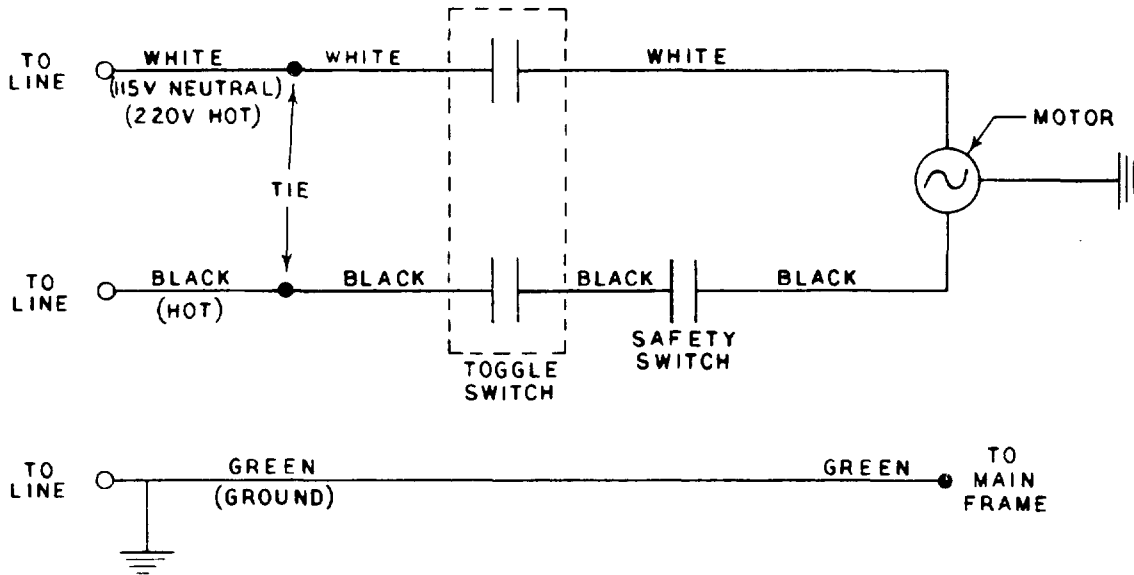 TO
LINE
WHITE
(115V NEUTRAL)
(220V HOT)
WHITE
WHITE
MOTOR
TIE
TO
LINE
BLACK
(HOT)
BLACK
BLACK
BLACK
SAFETY
SWITCH
TOGGLE
SWITCH
TO
LINE
GREEN
(GROUND)
GREEN
TO
MAIN
FRAME